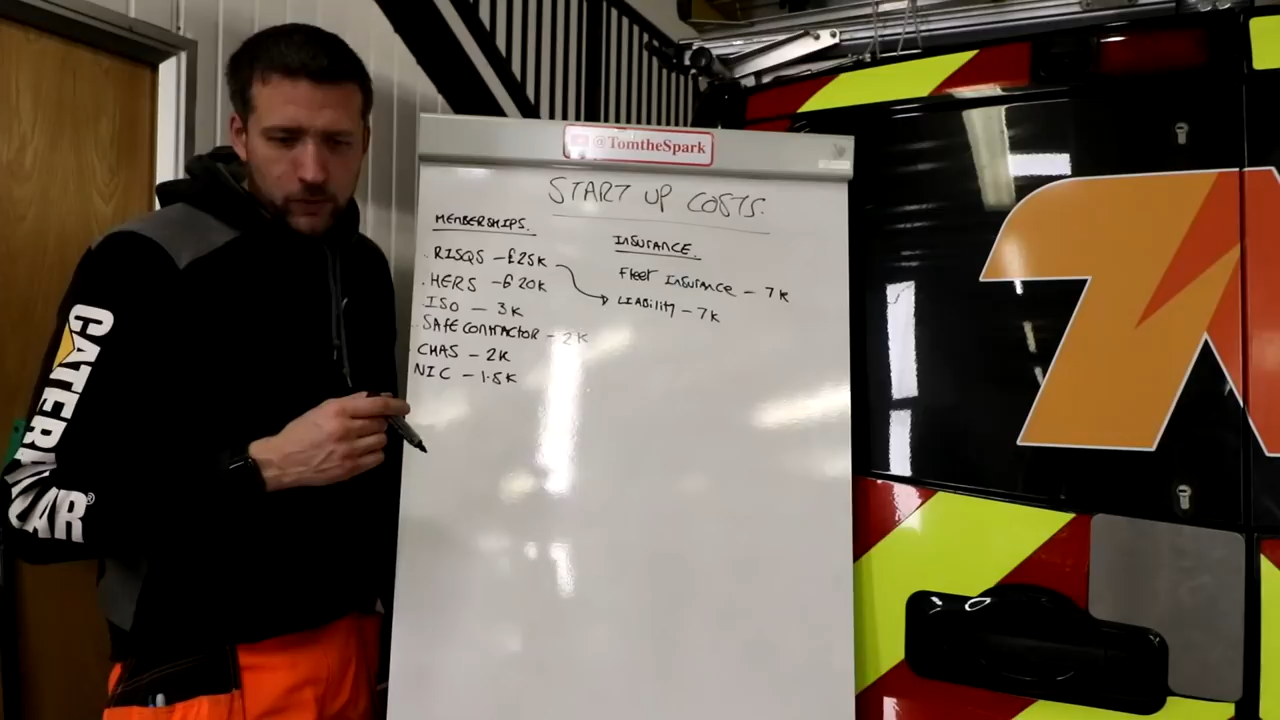 @TomtheSpark
START UP COSTS.
MEMBERSHIPS.
RISQS - £25K
HERS - £20K
ISO - 3K
SAFE CONTRACTOR - 2K
CHAS - 2K
NIC - 1.8K
INSURANCE.
Fleet Insurance - 7K
LIABILITY - 7K
CATERPILLAR®